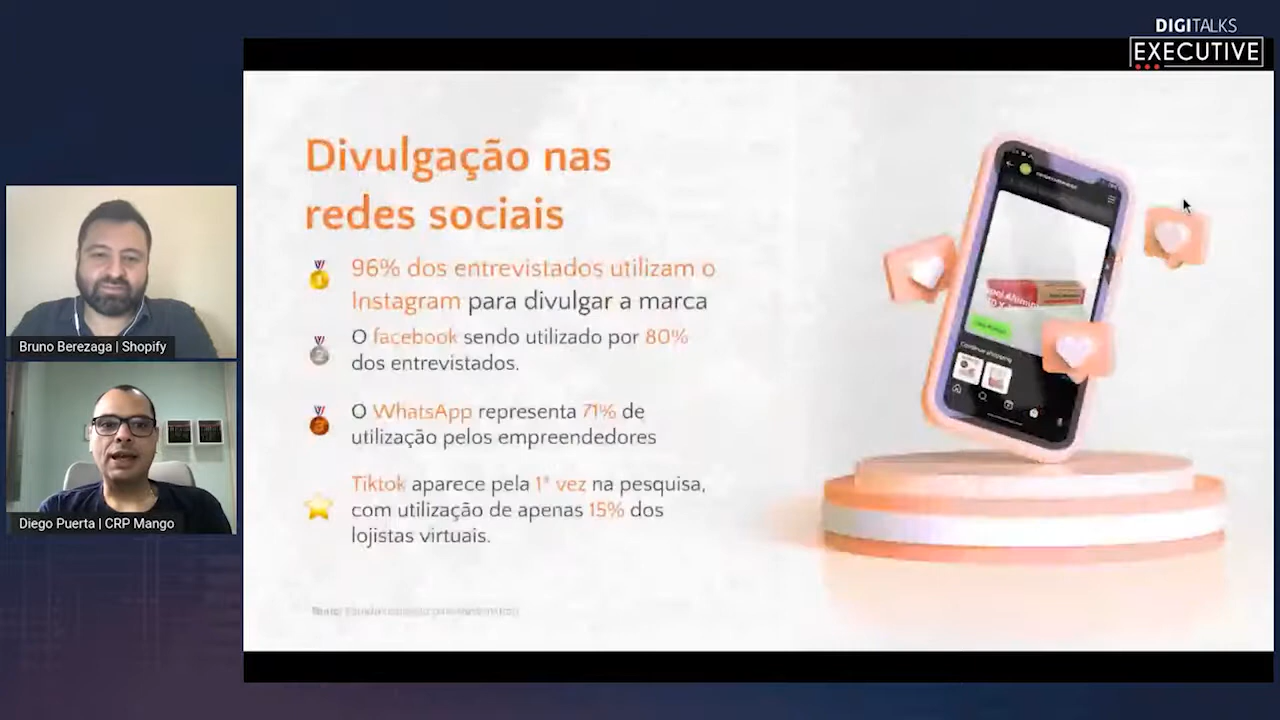 DIGITALKS
EXECUTIVE
Divulgação nas
redes sociais
96% dos entrevistados utilizam o
Instagram para divulgar a marca
O facebook sendo utilizado por 80%
dos entrevistados.
O WhatsApp representa 71% de
utilização pelos empreendedores
Tiktok aparece pela 1ª vez na pesquisa,
com utilização de apenas 15% dos
lojistas virtuais.
Bruno Berezaga | Shopify
Diego Puerta | CRP Mango
Continue shopping